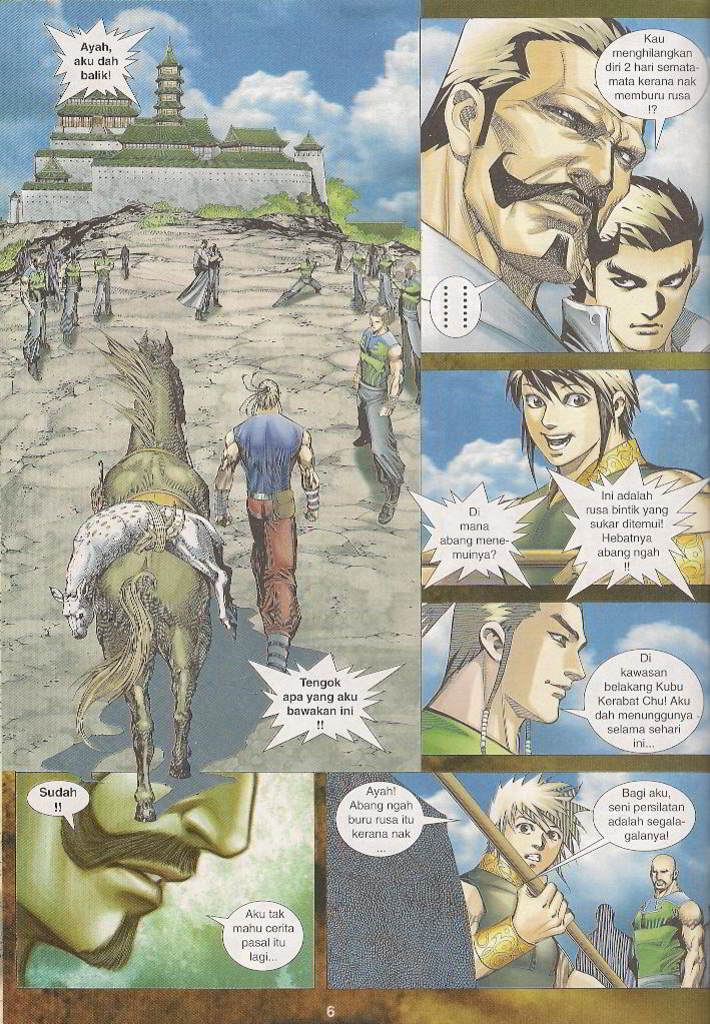 Ayah,
aku dah
balik!
Tengok
apa yang aku
bawakan ini
!!
Kau
menghilangkan
diri 2 hari semata-
mata kerana nak
memburu rusa
!?
Di
mana
abang mene-
muinya?
Ini adalah
rusa bintik yang
sukar ditemui!
Hebatnya
abang ngah
!!
Di
kawasan
belakang Kubu
Kerabat Chu! Aku
dah menunggunya
selama sehari
ini...
Sudah
!!
Aku tak
mahu cerita
pasal itu
lagi...
Ayah!
Abang ngah
buru rusa itu
kerana nak
...
Bagi aku,
seni persilatan
adalah segala-
galanya!
6